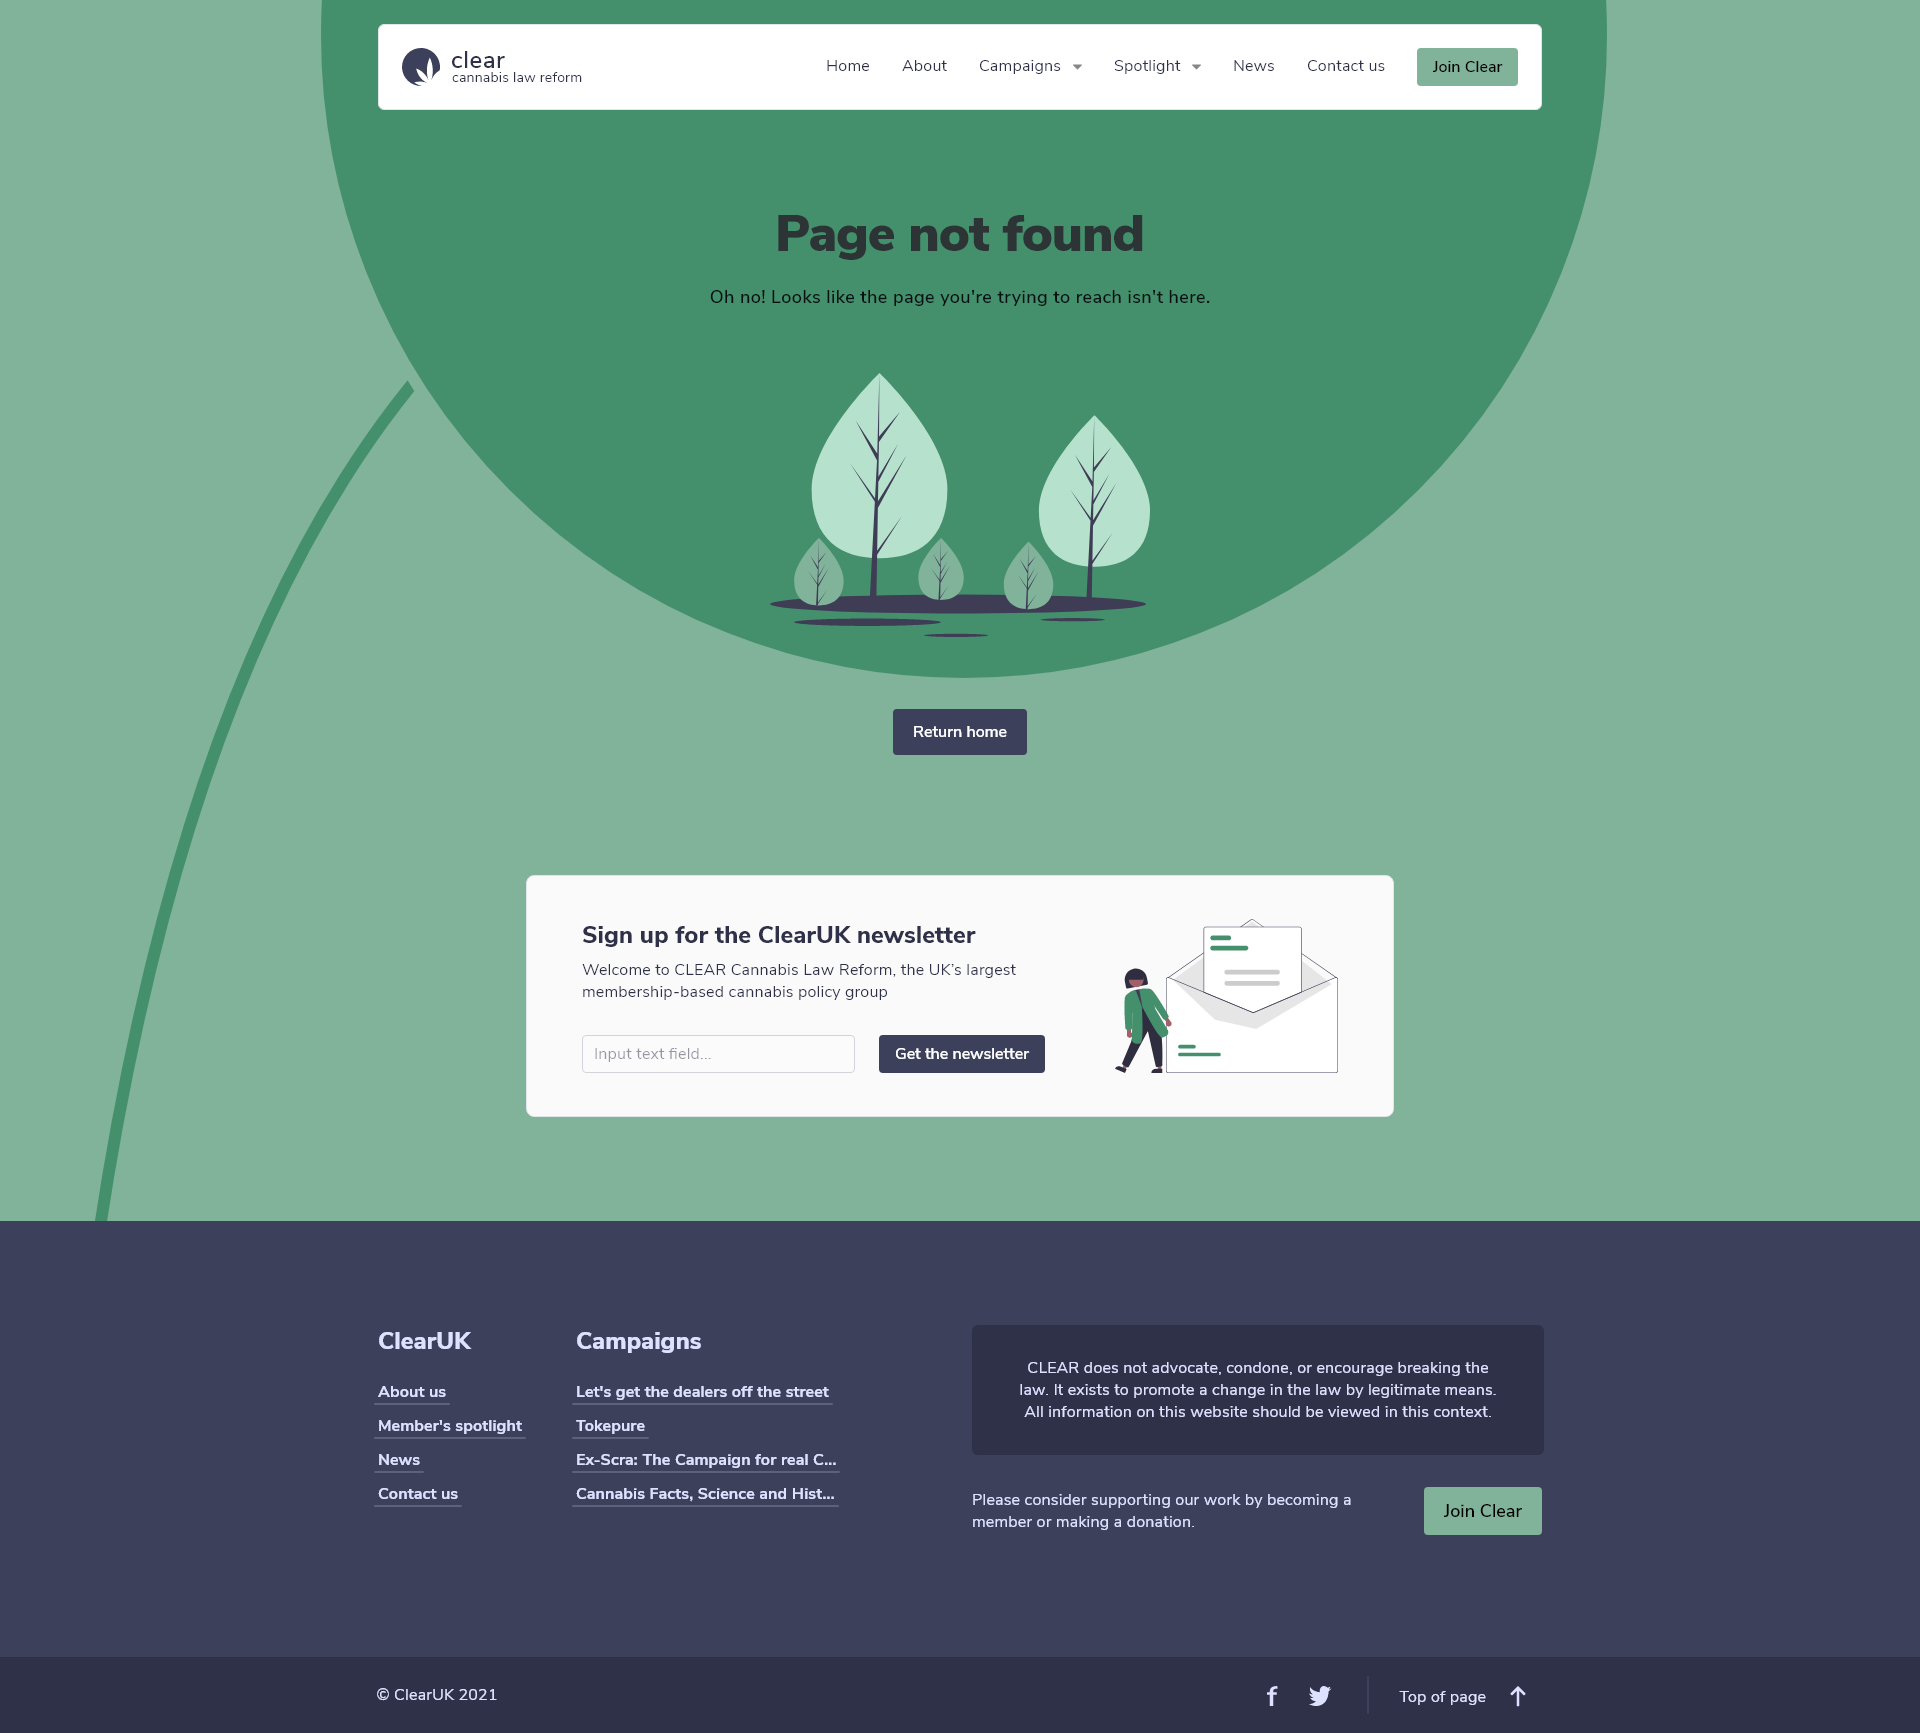 clear
cannabis law reform
Home
About
Campaigns
Spotlight
News
Contact us
Join Clear
Page not found
Oh no! Looks like the page you're trying to reach isn't here.
Return home
Sign up for the ClearUK newsletter
Welcome to CLEAR Cannabis Law Reform, the UK's largest
membership-based cannabis policy group
Input text field...
Get the newsletter
ClearUK
About us
Member's spotlight
News
Contact us
Campaigns
Let's get the dealers off the street
Tokepure
Ex-Scra: The Campaign for real C...
Cannabis Facts, Science and Hist...
CLEAR does not advocate, condone, or encourage breaking the
law. It exists to promote a change in the law by legitimate means.
All information on this website should be viewed in this context.
Please consider supporting our work by becoming a
member or making a donation.
Join Clear
© ClearUK 2021
Top of page